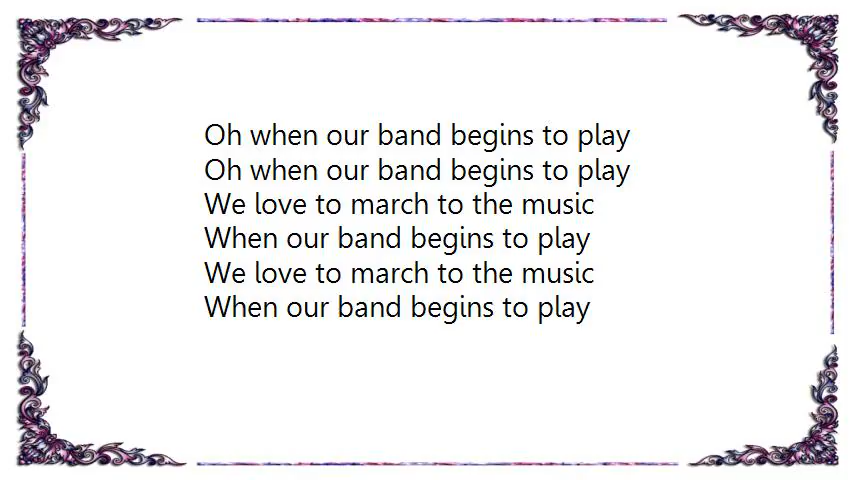 Oh when our band begins to play
Oh when our band begins to play
We love to march to the music
When our band begins to play
We love to march to the music
When our band begins to play